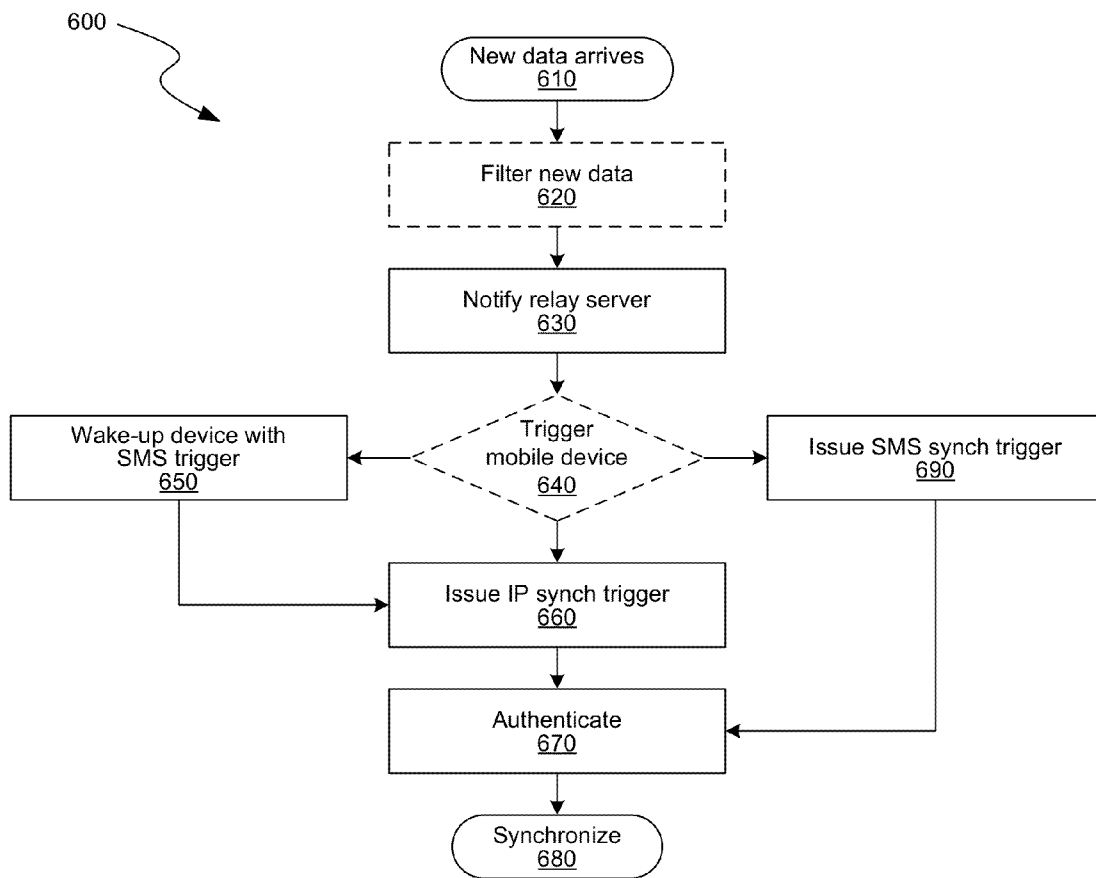 600
New data arrives
610
Filter new data
620
Notify relay server
630
Trigger
mobile device
640
Wake-up device with
SMS trigger
650
Issue SMS synch trigger
690
Issue IP synch trigger
660
Authenticate
670
Synchronize
680